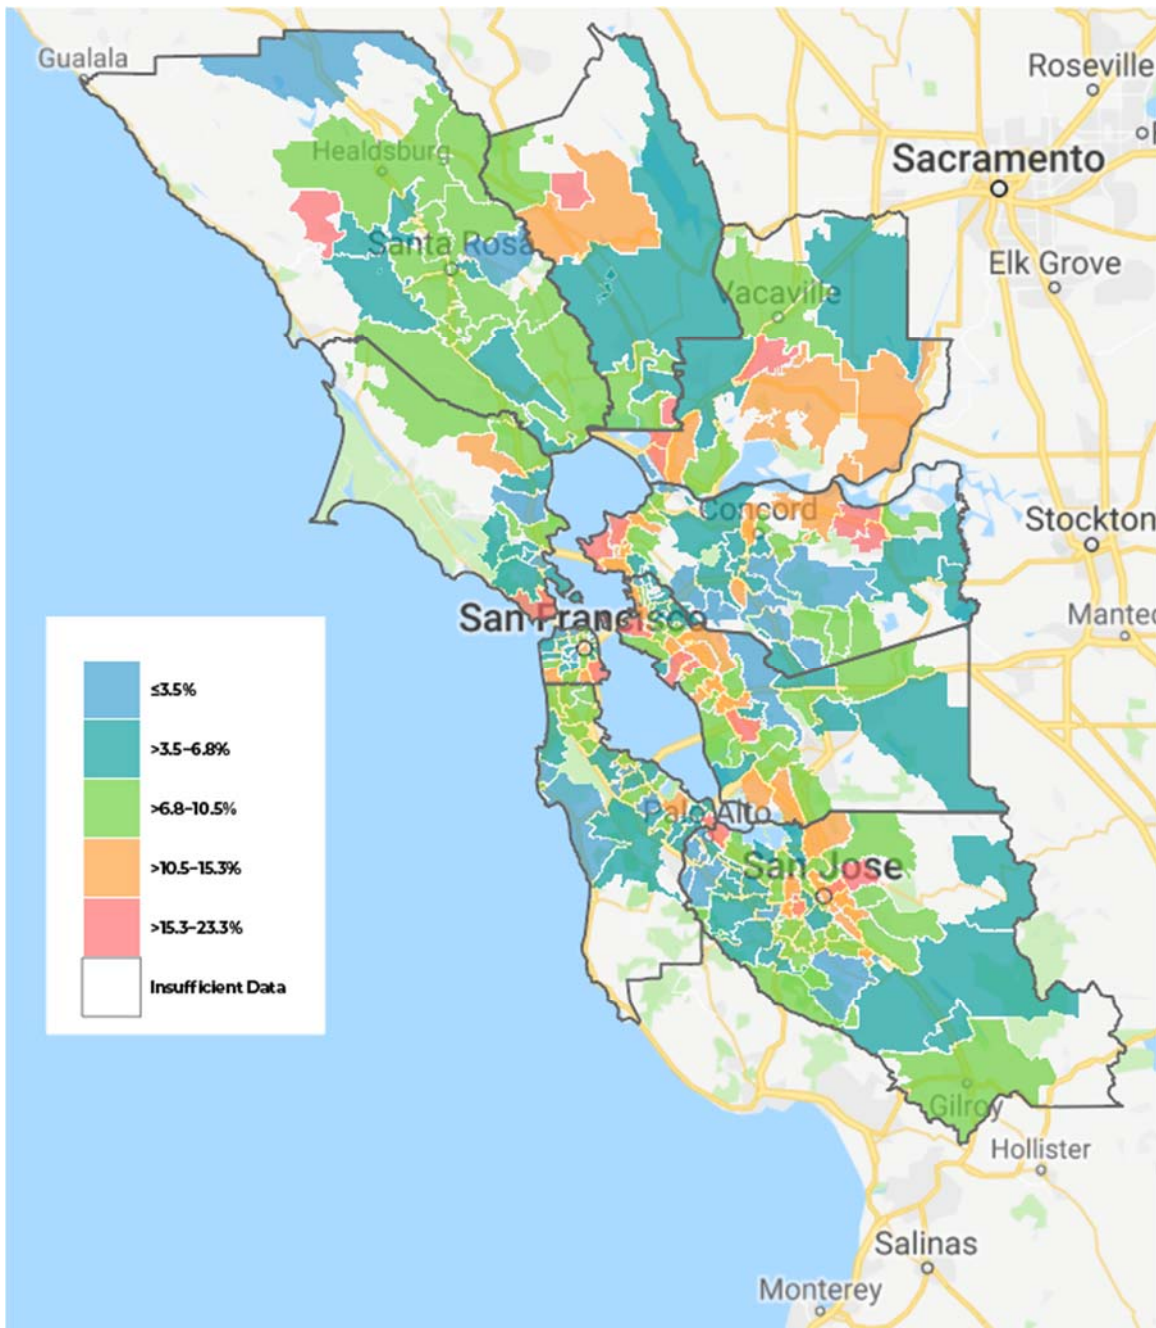 Gualala
Roseville
Sacramento
Healdsburg
Santa Rosa
Elk Grove
Vacaville
Concord
Stockton
Mantec
San Francisco
≤3.5%
>3.5–6.8%
>6.8–10.5%
>10.5–15.3%
>15.3–23.3%
Insufficient Data
Palo Alto
San Jose
Gilroy
Hollister
Salinas
Monterey